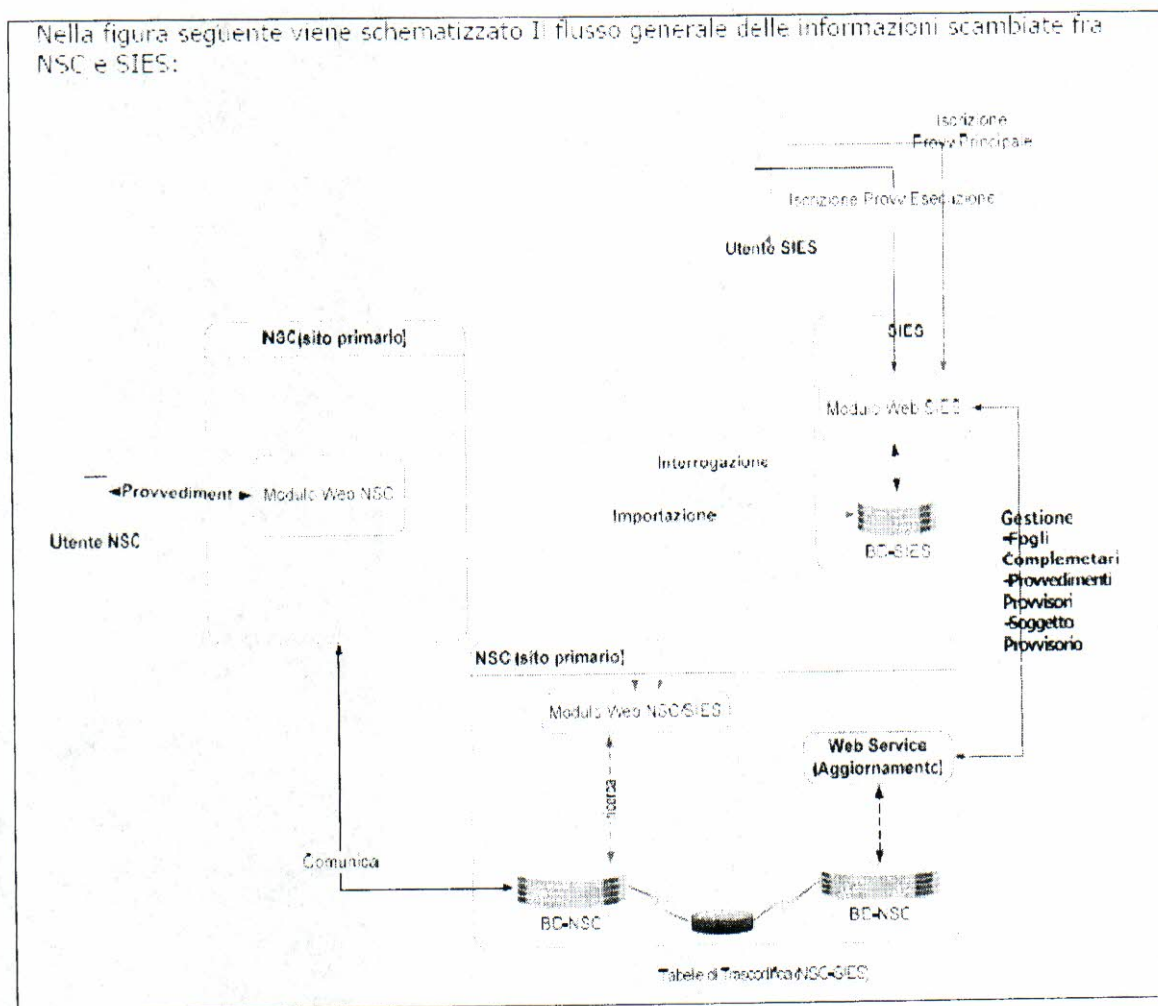 Nella figura seguente viene schematizzato Il flusso generale delle informazioni scambiate fra
NSC e SIES:
Iscrizione
Provv Principale
Iscrizione Provv Esecuzione
Utente SIES
NSC(sito primario)
SIES
Modulo Web SIES
Interrogazione
Provvediment
Modulo Web NSC
Importazione
Utente NSC
BD-SIES
Gestione
-Fogli
Complemetari
-Provvedimenti
Provvisori
-Soggetto
Provvisorio
NSC (sito primario)
Modulo Web NSC/SIES
Web Service
(Aggiornamento)
ricerca
Comunica
BD-NSC
BD-NSC
Tabele di Trascodifica (NSC-SIES)